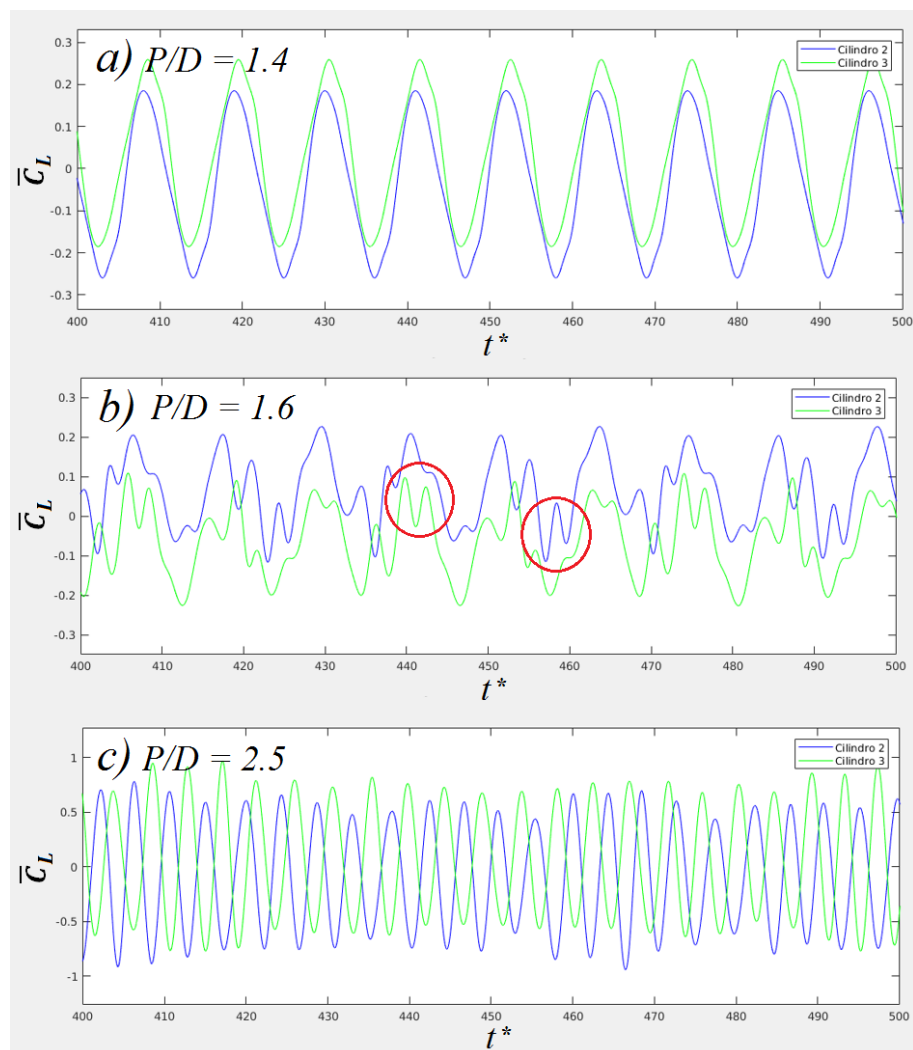 a) P/D = 1.4
Cilindro 2
Cilindro 3
0.3
0.2
0.1
0
-0.1
-0.2
-0.3
C̅L
400 410 420 430 440 450 460 470 480 490 500
t*
b) P/D = 1.6
Cilindro 2
Cilindro 3
0.3
0.2
0.1
0
-0.1
-0.2
-0.3
C̅L
400 410 420 430 440 450 460 470 480 490 500
t*
c) P/D = 2.5
Cilindro 2
Cilindro 3
1
0.5
0
-0.5
-1
C̅L
400 410 420 430 440 450 460 470 480 490 500
t*